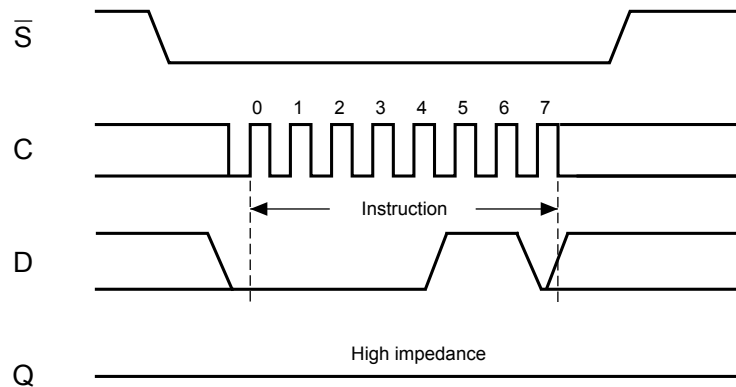 S̅
0 1 2 3 4 5 6 7
C
Instruction
D
High impedance
Q